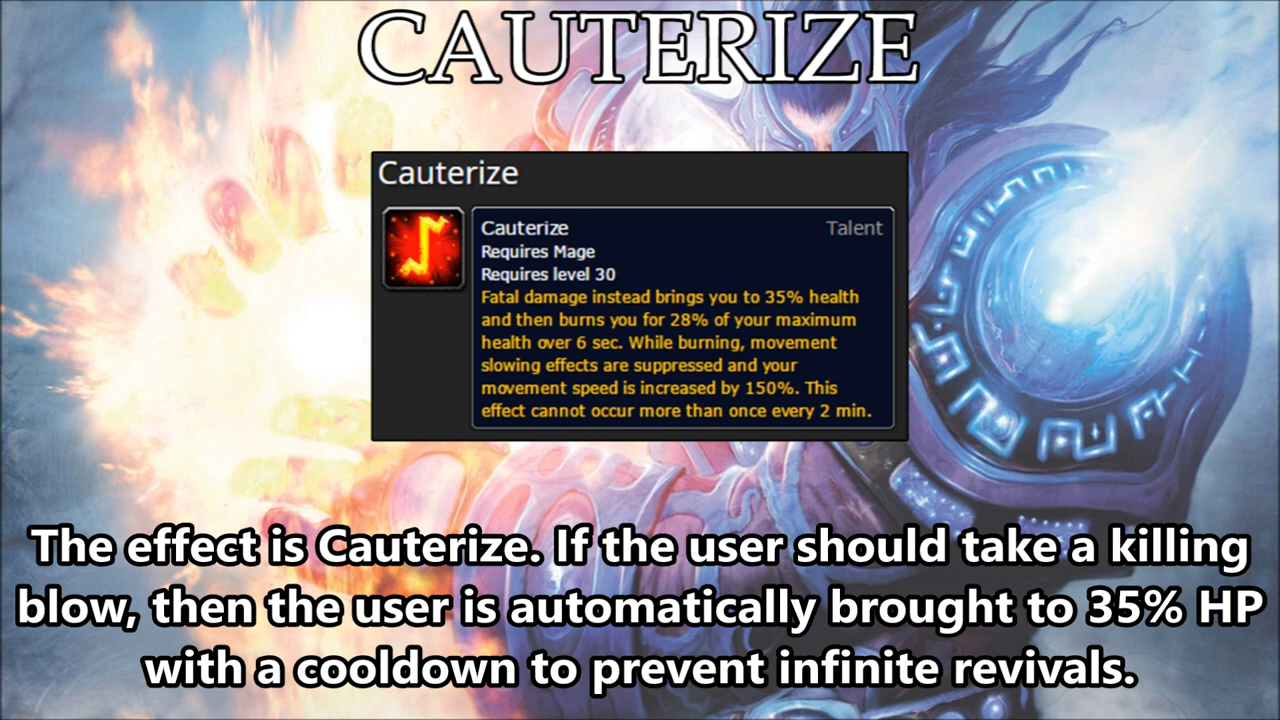 CAUTERIZE
Cauterize
Cauterize Talent
Requires Mage
Requires level 30
Fatal damage instead brings you to 35% health
and then burns you for 28% of your maximum
health over 6 sec. While burning, movement
slowing effects are suppressed and your
movement speed is increased by 150%. This
effect cannot occur more than once every 2 min.
The effect is Cauterize. If the user should take a killing
blow, then the user is automatically brought to 35% HP
with a cooldown to prevent infinite revivals.